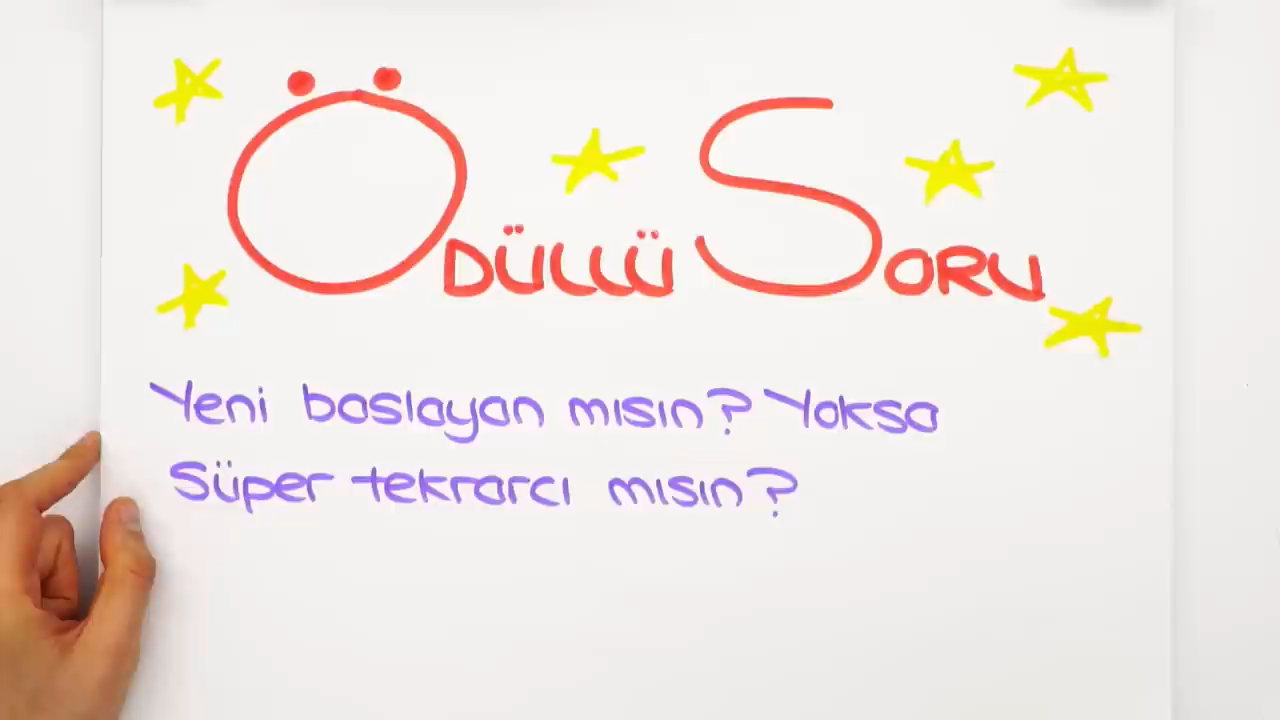 ÖDÜLLÜ SORU
Yeni baslayan mısın? Yoksa
Süper tekrarcı mısın?